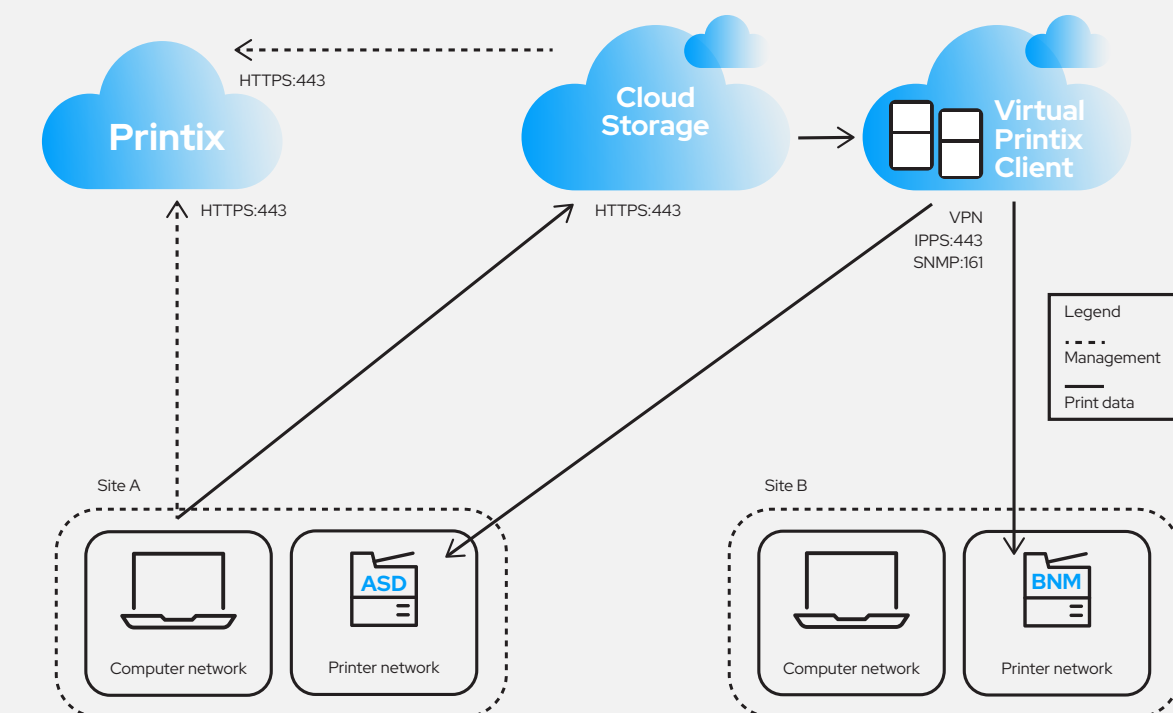 HTTPS:443
Printix
Cloud
Storage
Virtual
Printix
Client
HTTPS:443
HTTPS:443
VPN
IPPS:443
SNMP:161
Legend
Management
Print data
Site A
Site B
ASD
BNM
Computer network
Printer network
Computer network
Printer network